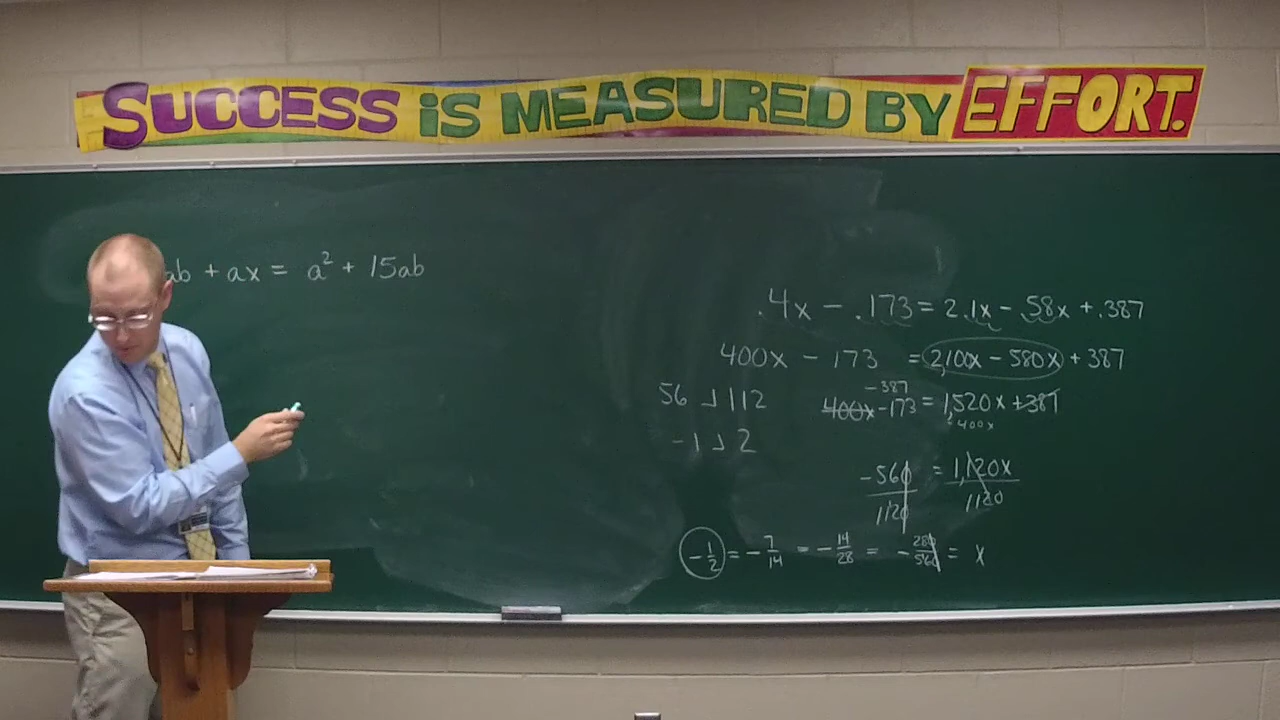 SUCCESS iS MEASURED BY EFFORT.
ab + ax = a² + 15ab
.4x - .173 = 2.1x - .58x + .387
400x - 173 = 2,100x - 580x + 387
-387
56 ⅃ 112
400x -173 = 1,520x +387
-400x
-1 ⅃ 2
-560/1120 = 1,120x/1120
-1/2 = -7/14 = -14/28 = -280/560 = x